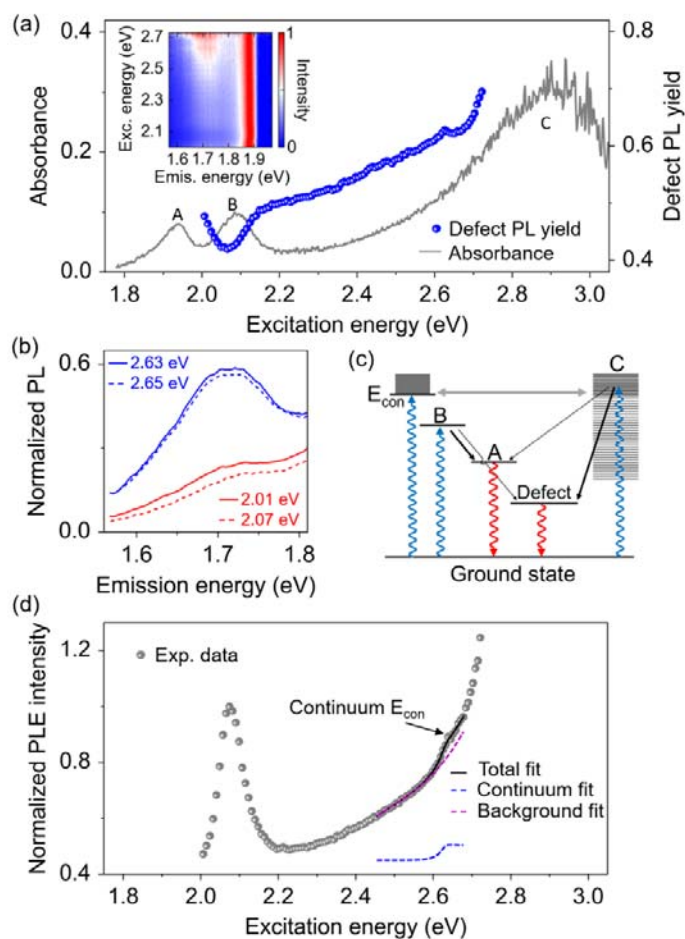 (a)
0.4
0.2
0.0
Absorbance
2.7
2.5
2.3
2.1
Exc. energy (eV)
1.6 1.7 1.8 1.9
Emis. energy (eV)
1
0
Intensity
A
B
C
Defect PL yield
Absorbance
0.8
0.6
0.4
Defect PL yield
1.8 2.0 2.2 2.4 2.6 2.8 3.0
Excitation energy (eV)
(b)
0.6
0.0
Normalized PL
2.63 eV
2.65 eV
2.01 eV
2.07 eV
1.6 1.7 1.8
Emission energy (eV)
(c)
C
Econ
B
A
Defect
Ground state
(d)
1.2
1.0
0.8
0.6
0.4
Normalized PLE intensity
Exp. data
Continuum Econ
Total fit
Continuum fit
Background fit
1.8 2.0 2.2 2.4 2.6 2.8 3.0
Excitation energy (eV)